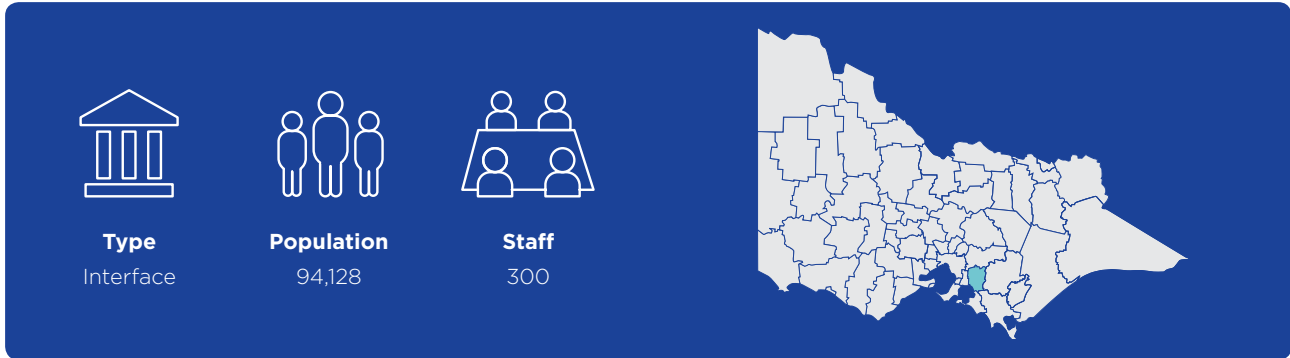 Type
Interface
Population
94,128
Staff
300